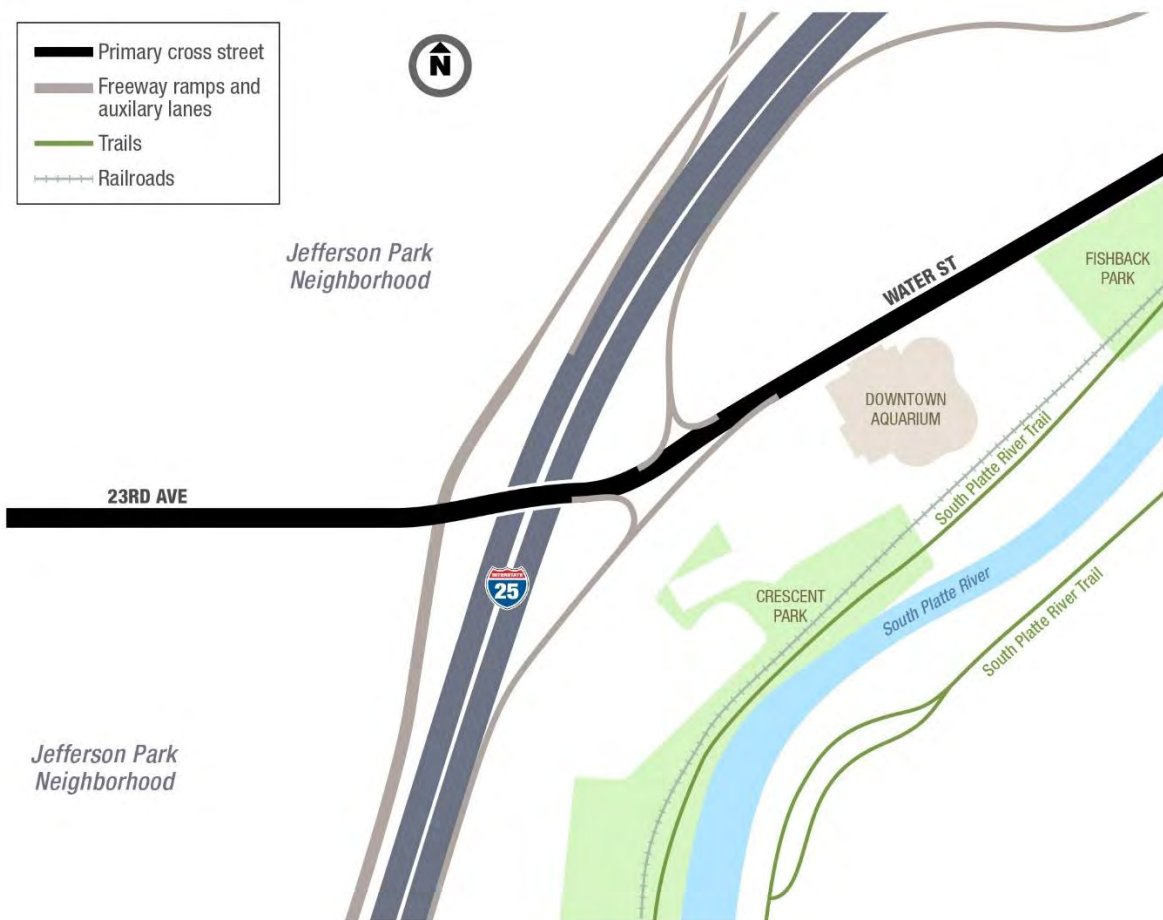 Primary cross street
Freeway ramps and
auxilary lanes
Trails
Railroads
N
Jefferson Park
Neighborhood
FISHBACK
PARK
WATER ST
DOWNTOWN
AQUARIUM
South Platte River Trail
23RD AVE
INTERSTATE
25
CRESCENT
PARK
South Platte River
South Platte River Trail
Jefferson Park
Neighborhood